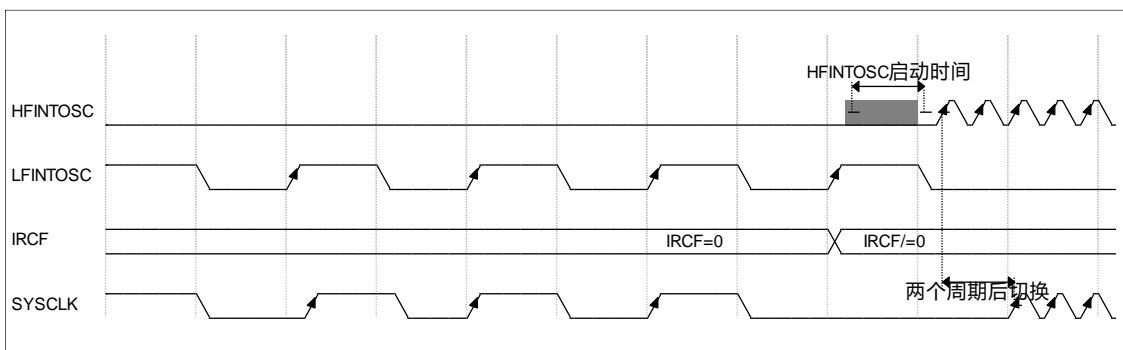 HFINTOSC启动时间
HFINTOSC
LFINTOSC
IRCF
IRCF=0
IRCF/=0
两个周期后切换
SYSCLK